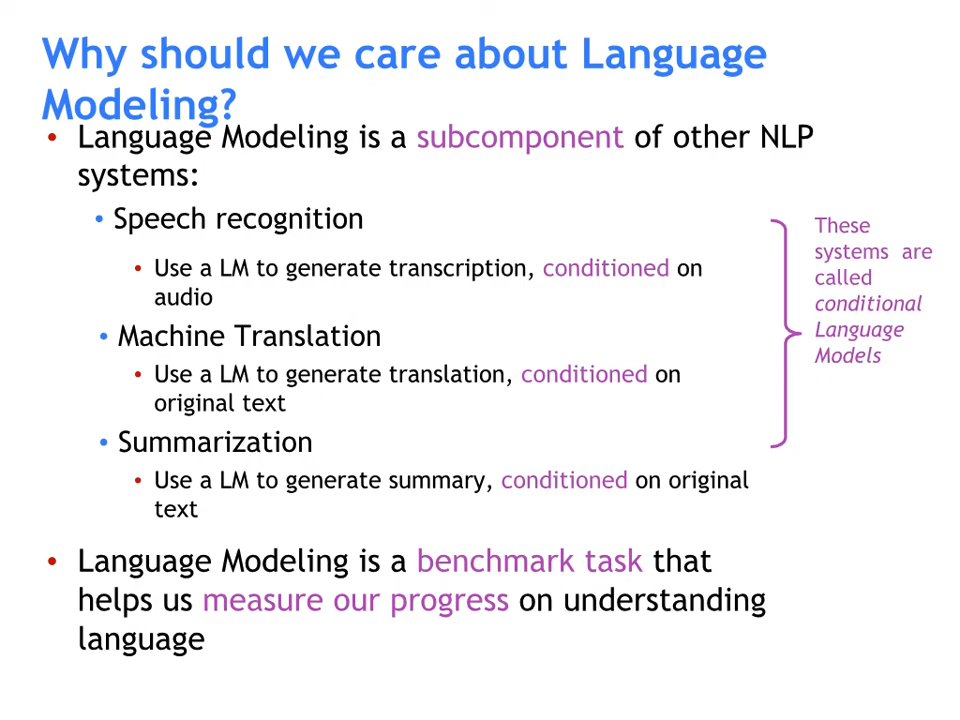 Why should we care about Language
Modeling?
• Language Modeling is a subcomponent of other NLP
systems:
• Speech recognition
• Use a LM to generate transcription, conditioned on
audio
• Machine Translation
• Use a LM to generate translation, conditioned on
original text
• Summarization
• Use a LM to generate summary, conditioned on original
text
These
systems are
called
conditional
Language
Models
• Language Modeling is a benchmark task that
helps us measure our progress on understanding
language